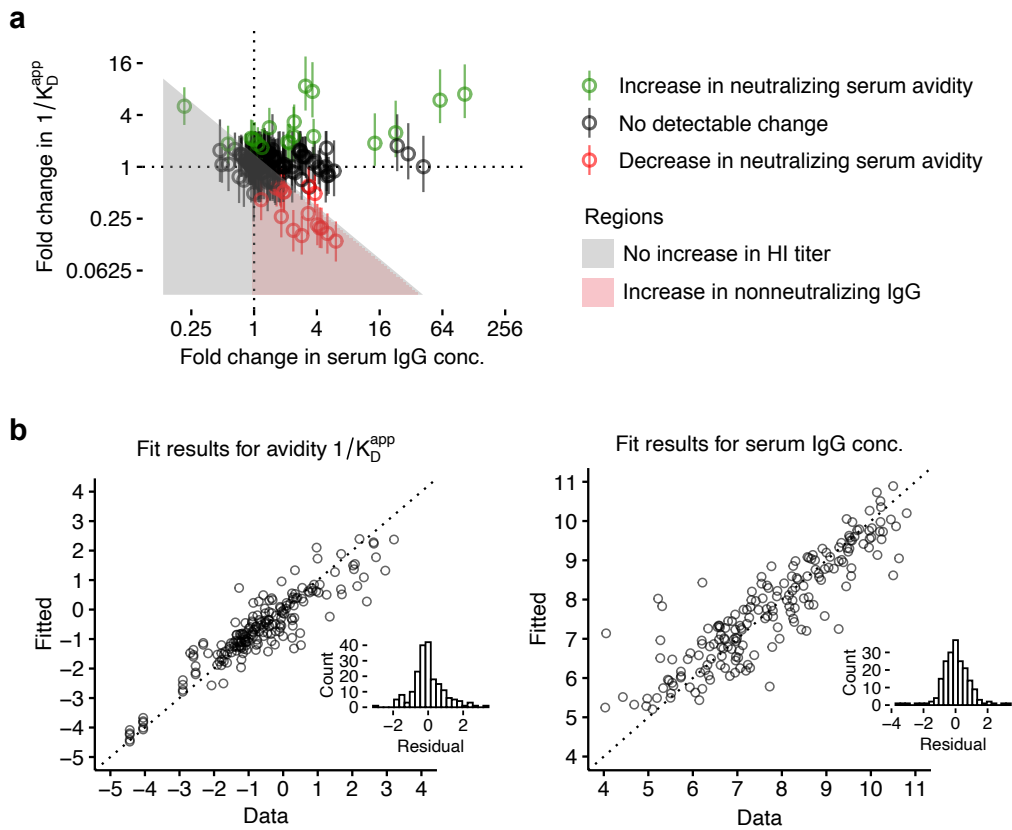 a
Fold change in 1/K_D^app
16
4
1
0.25
0.0625
0.25 1 4 16 64 256
Fold change in serum IgG conc.
Increase in neutralizing serum avidity
No detectable change
Decrease in neutralizing serum avidity
Regions
No increase in HI titer
Increase in nonneutralizing IgG
b
Fit results for avidity 1/K_D^app
Fitted
4
3
2
1
0
−1
−2
−3
−4
−5
−5 −4 −3 −2 −1 0 1 2 3 4
Data
Count
40
30
20
10
0
−2 0 2
Residual
Fit results for serum IgG conc.
Fitted
11
10
9
8
7
6
5
4
4 5 6 7 8 9 10 11
Data
Count
30
20
10
0
−4 −2 0 2
Residual